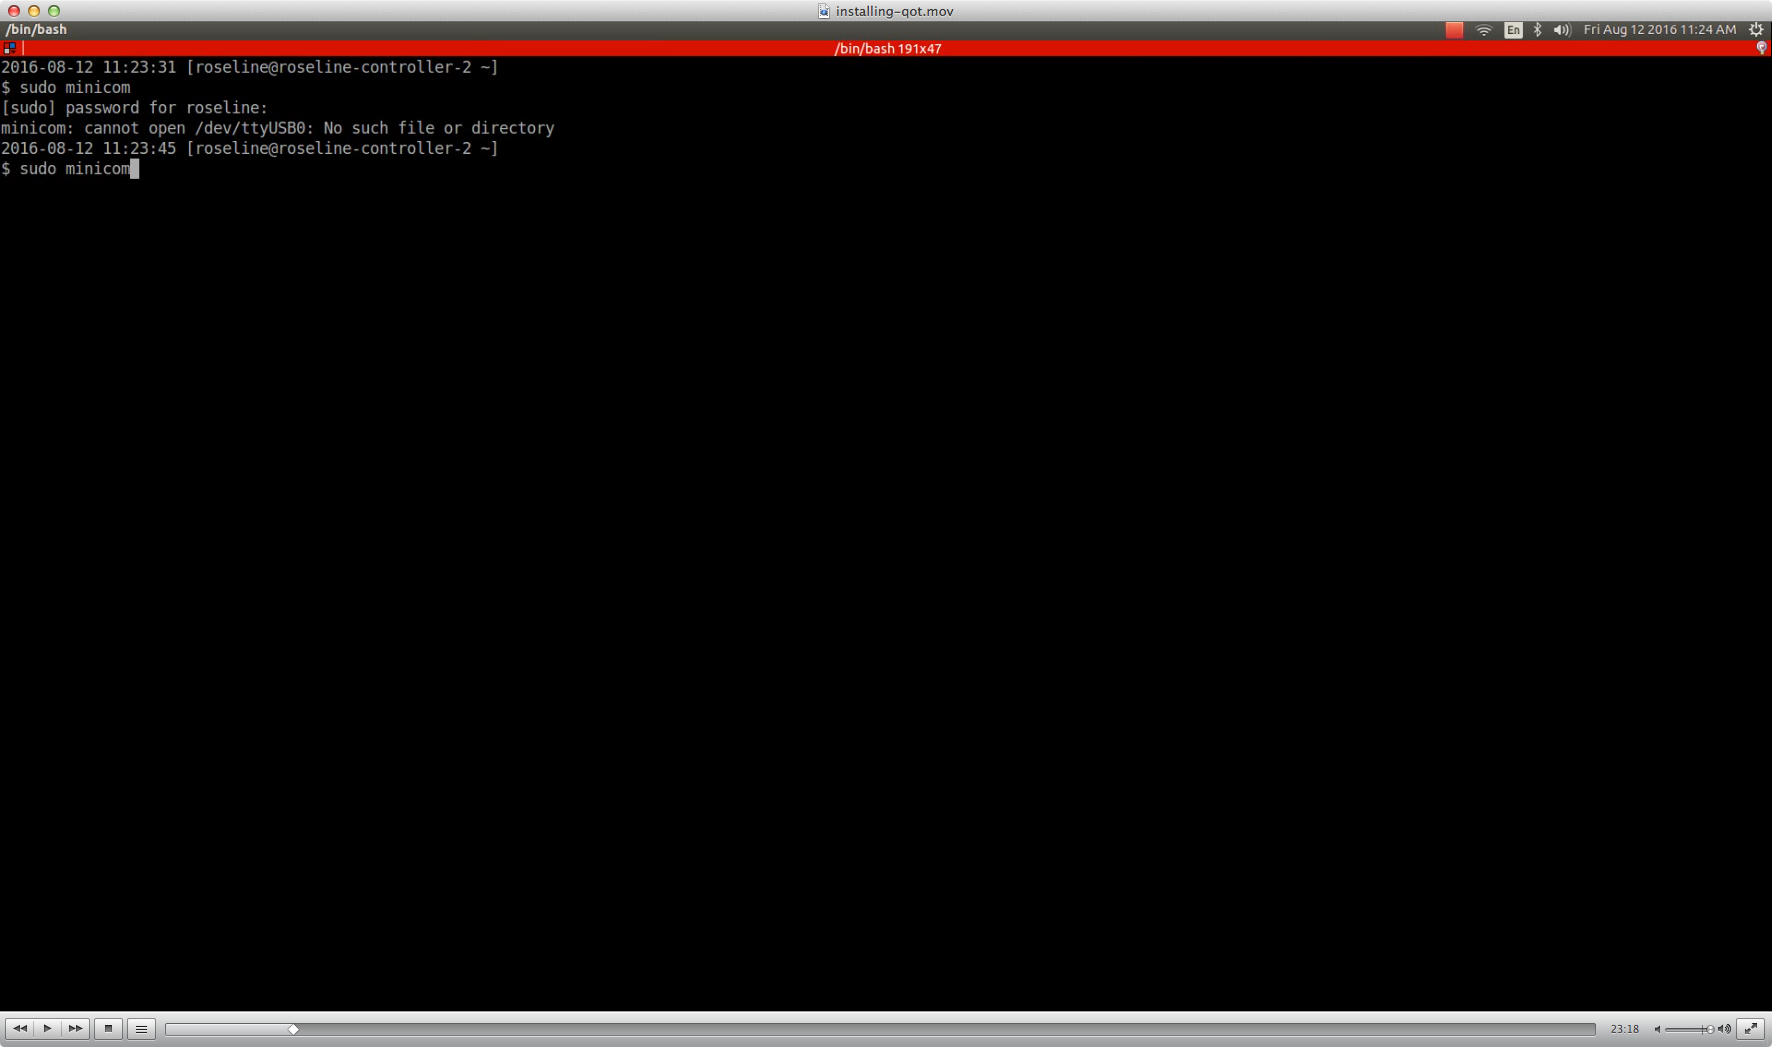 installing-qot.mov
/bin/bash
En
Fri Aug 12 2016 11:24 AM
/bin/bash 191x47
2016-08-12 11:23:31 [roseline@roseline-controller-2 ~]
$ sudo minicom
[sudo] password for roseline:
minicom: cannot open /dev/ttyUSB0: No such file or directory
2016-08-12 11:23:45 [roseline@roseline-controller-2 ~]
$ sudo minicom
23:18